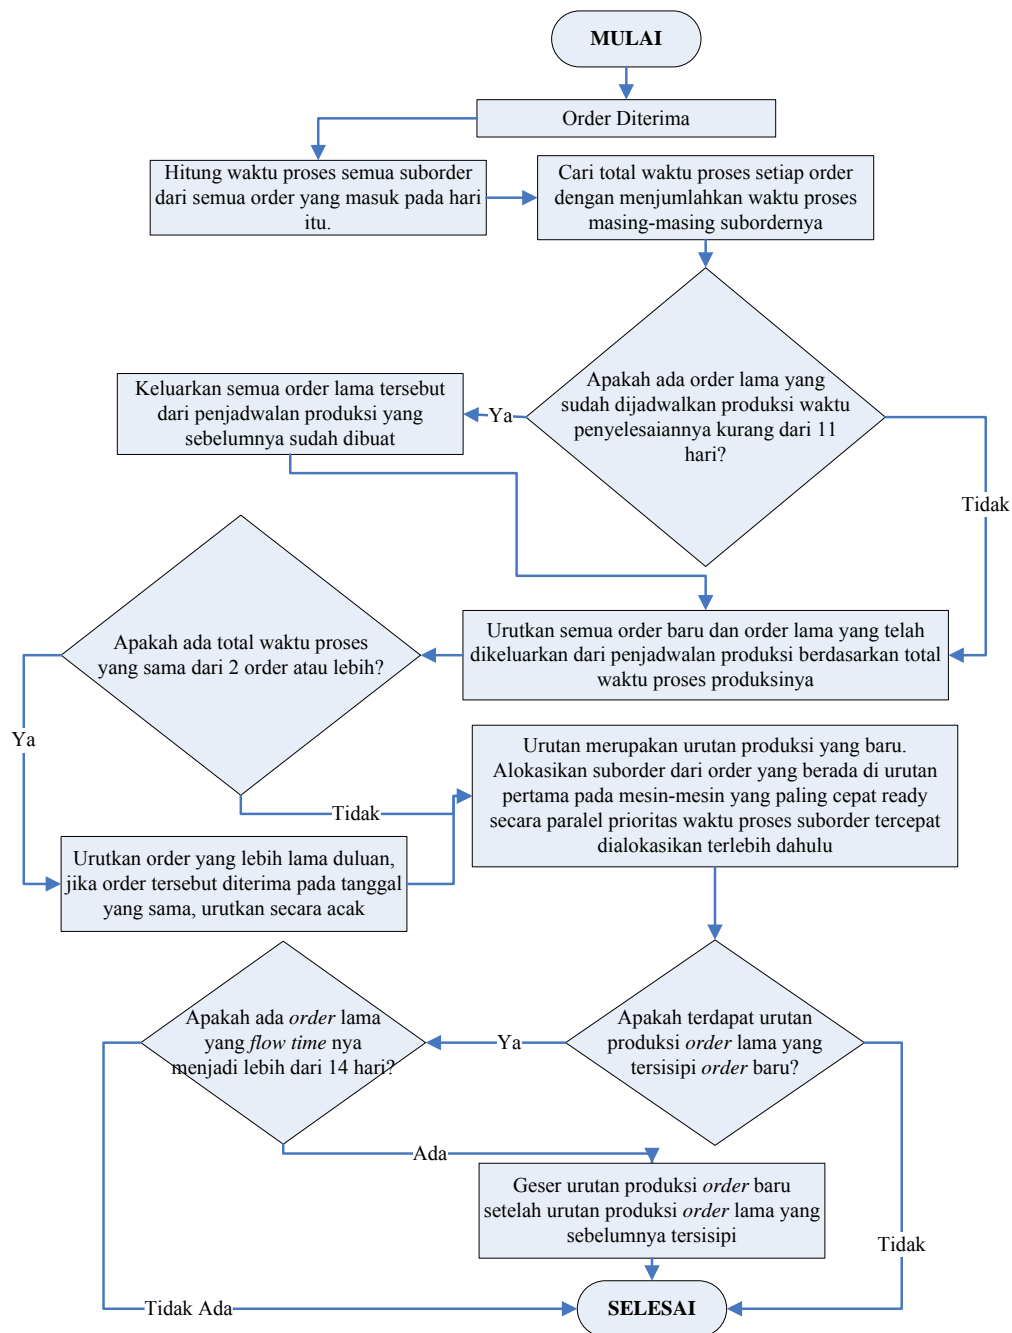 MULAI
Order Diterima
Hitung waktu proses semua suborder
dari semua order yang masuk pada hari
itu.
Cari total waktu proses setiap order
dengan menjumlahkan waktu proses
masing-masing subordernya
Apakah ada order lama yang
sudah dijadwalkan produksi waktu
penyelesaiannya kurang dari 11
hari?
Ya
Keluarkan semua order lama tersebut
dari penjadwalan produksi yang
sebelumnya sudah dibuat
Tidak
Urutkan semua order baru dan order lama yang telah
dikeluarkan dari penjadwalan produksi berdasarkan total
waktu proses produksinya
Apakah ada total waktu proses
yang sama dari 2 order atau lebih?
Ya
Tidak
Urutkan order yang lebih lama duluan,
jika order tersebut diterima pada tanggal
yang sama, urutkan secara acak
Urutan merupakan urutan produksi yang baru.
Alokasikan suborder dari order yang berada di urutan
pertama pada mesin-mesin yang paling cepat ready
secara paralel prioritas waktu proses suborder tercepat
dialokasikan terlebih dahulu
Apakah terdapat urutan
produksi order lama yang
tersisipi order baru?
Ya
Apakah ada order lama
yang flow time nya
menjadi lebih dari 14 hari?
Ada
Geser urutan produksi order baru
setelah urutan produksi order lama yang
sebelumnya tersisipi
Tidak
Tidak Ada
SELESAI